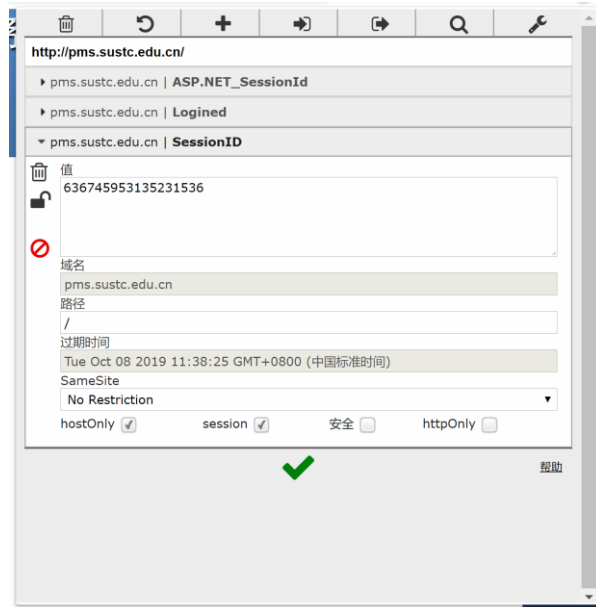 http://pms.sustc.edu.cn/
pms.sustc.edu.cn | ASP.NET_SessionId
pms.sustc.edu.cn | Logined
pms.sustc.edu.cn | SessionID
值
636745953135231536
域名
pms.sustc.edu.cn
路径
/
过期时间
Tue Oct 08 2019 11:38:25 GMT+0800 (中国标准时间)
SameSite
No Restriction
hostOnly session 安全 httpOnly
帮助